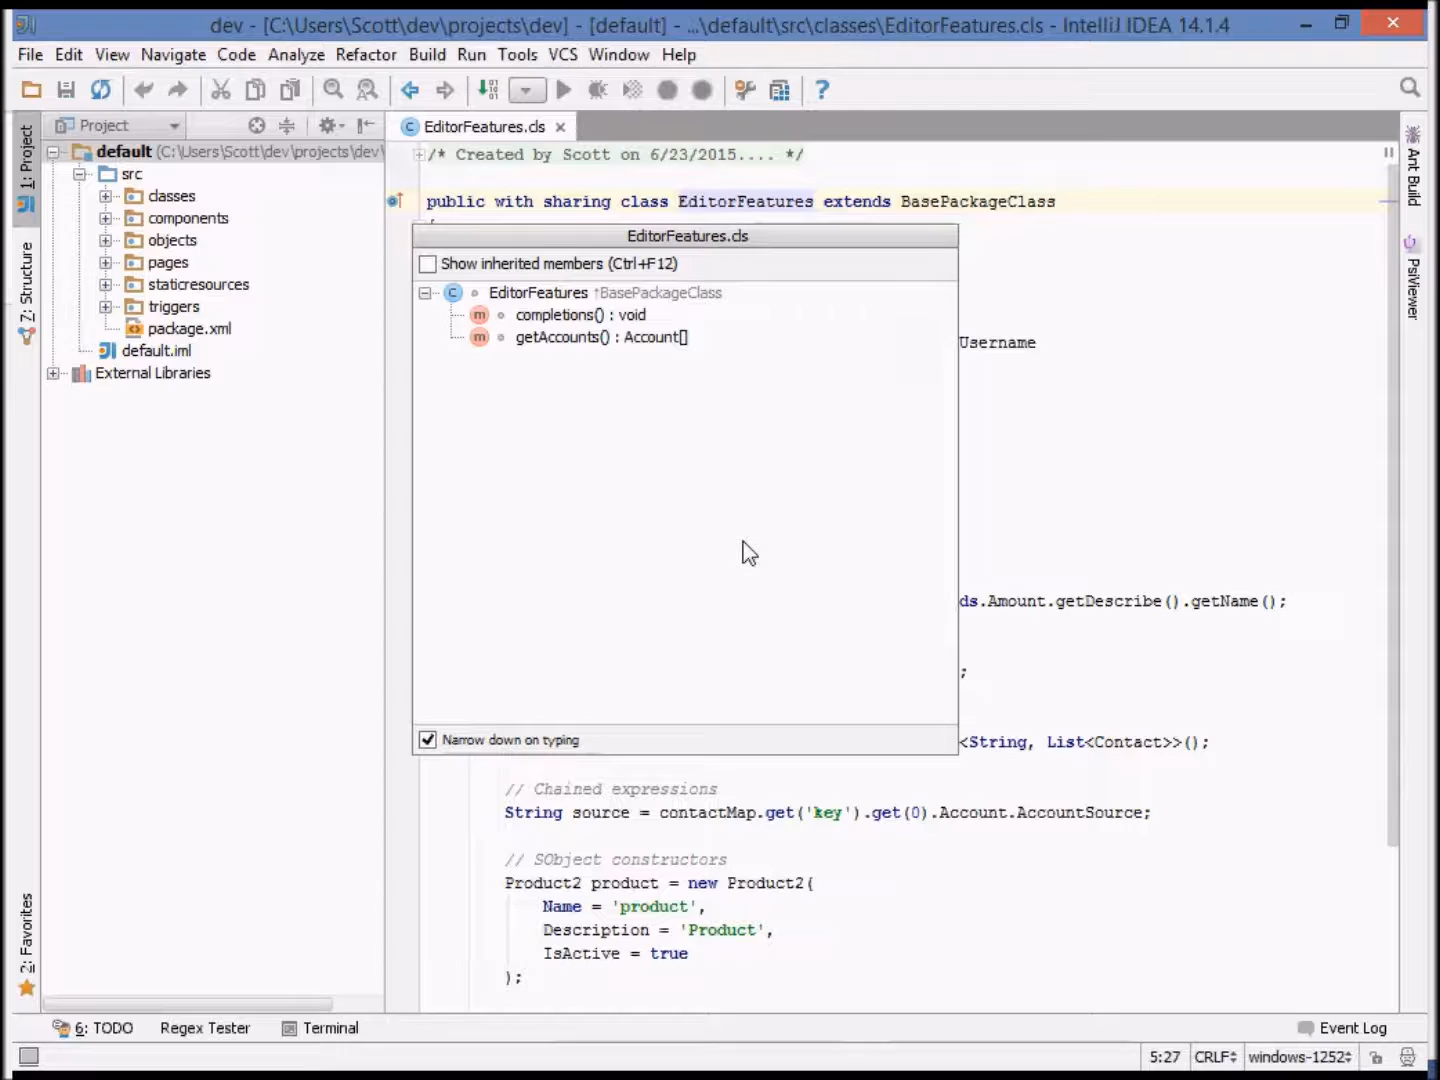 dev - [C:\Users\Scott\dev\projects\dev] - [default] - ...\default\src\classes\EditorFeatures.cls - IntelliJ IDEA 14.1.4
File Edit View Navigate Code Analyze Refactor Build Run Tools VCS Window Help
Project
EditorFeatures.cls
1: Project
7: Structure
2: Favorites
default (C:\Users\Scott\dev\projects\dev\
src
classes
components
objects
pages
staticresources
triggers
package.xml
default.iml
External Libraries
/* Created by Scott on 6/23/2015.... */
public with sharing class EditorFeatures extends BasePackageClass
{
EditorFeatures.cls
Show inherited members (Ctrl+F12)
EditorFeatures ↑BasePackageClass
completions() : void
getAccounts() : Account[]
Narrow down on typing
Username
ds.Amount.getDescribe().getName();
;
<String, List<Contact>>();
// Chained expressions
String source = contactMap.get('key').get(0).Account.AccountSource;
// SObject constructors
Product2 product = new Product2(
Name = 'product',
Description = 'Product',
IsActive = true
);
Ant Build
PsiViewer
6: TODO Regex Tester Terminal Event Log
5:27 CRLF windows-1252